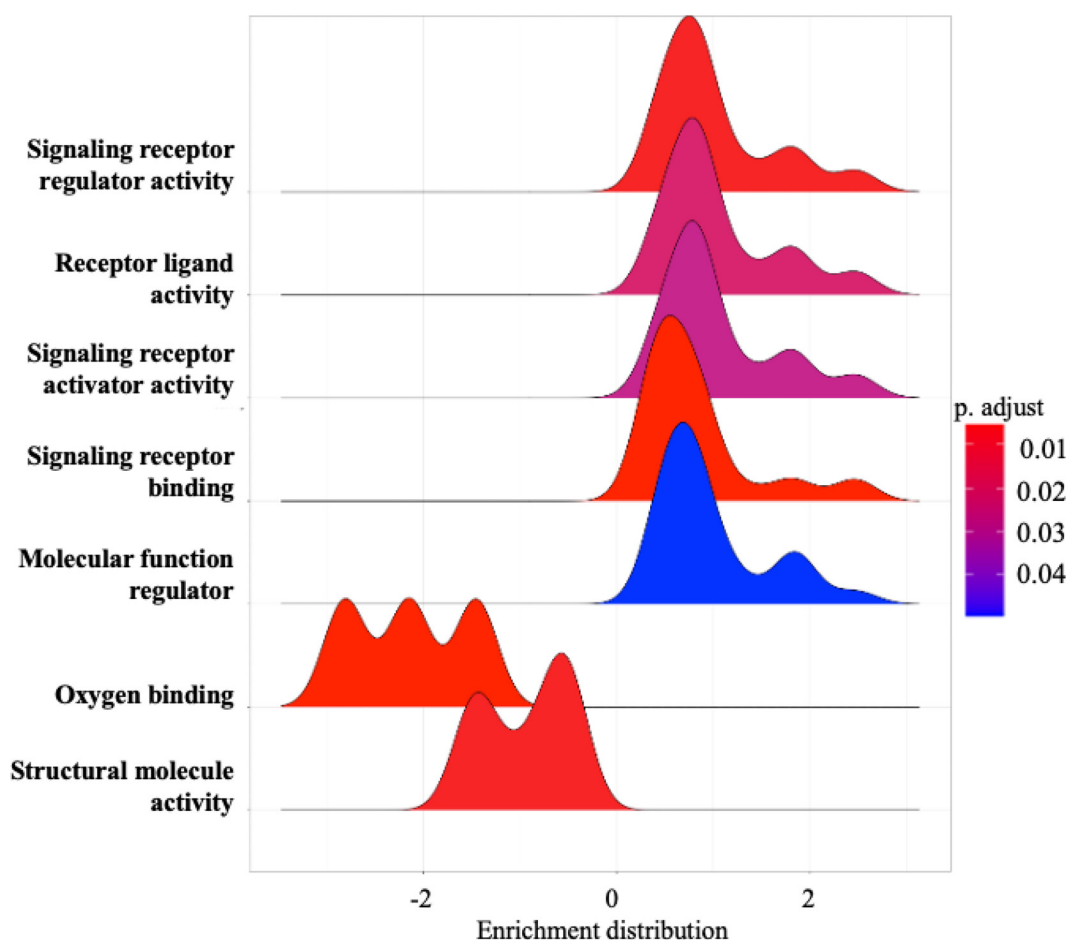 Signaling receptor
regulator activity
Receptor ligand
activity
Signaling receptor
activator activity
Signaling receptor
binding
Molecular function
regulator
Oxygen binding
Structural molecule
activity
p. adjust
0.01
0.02
0.03
0.04
-2
0
2
Enrichment distribution